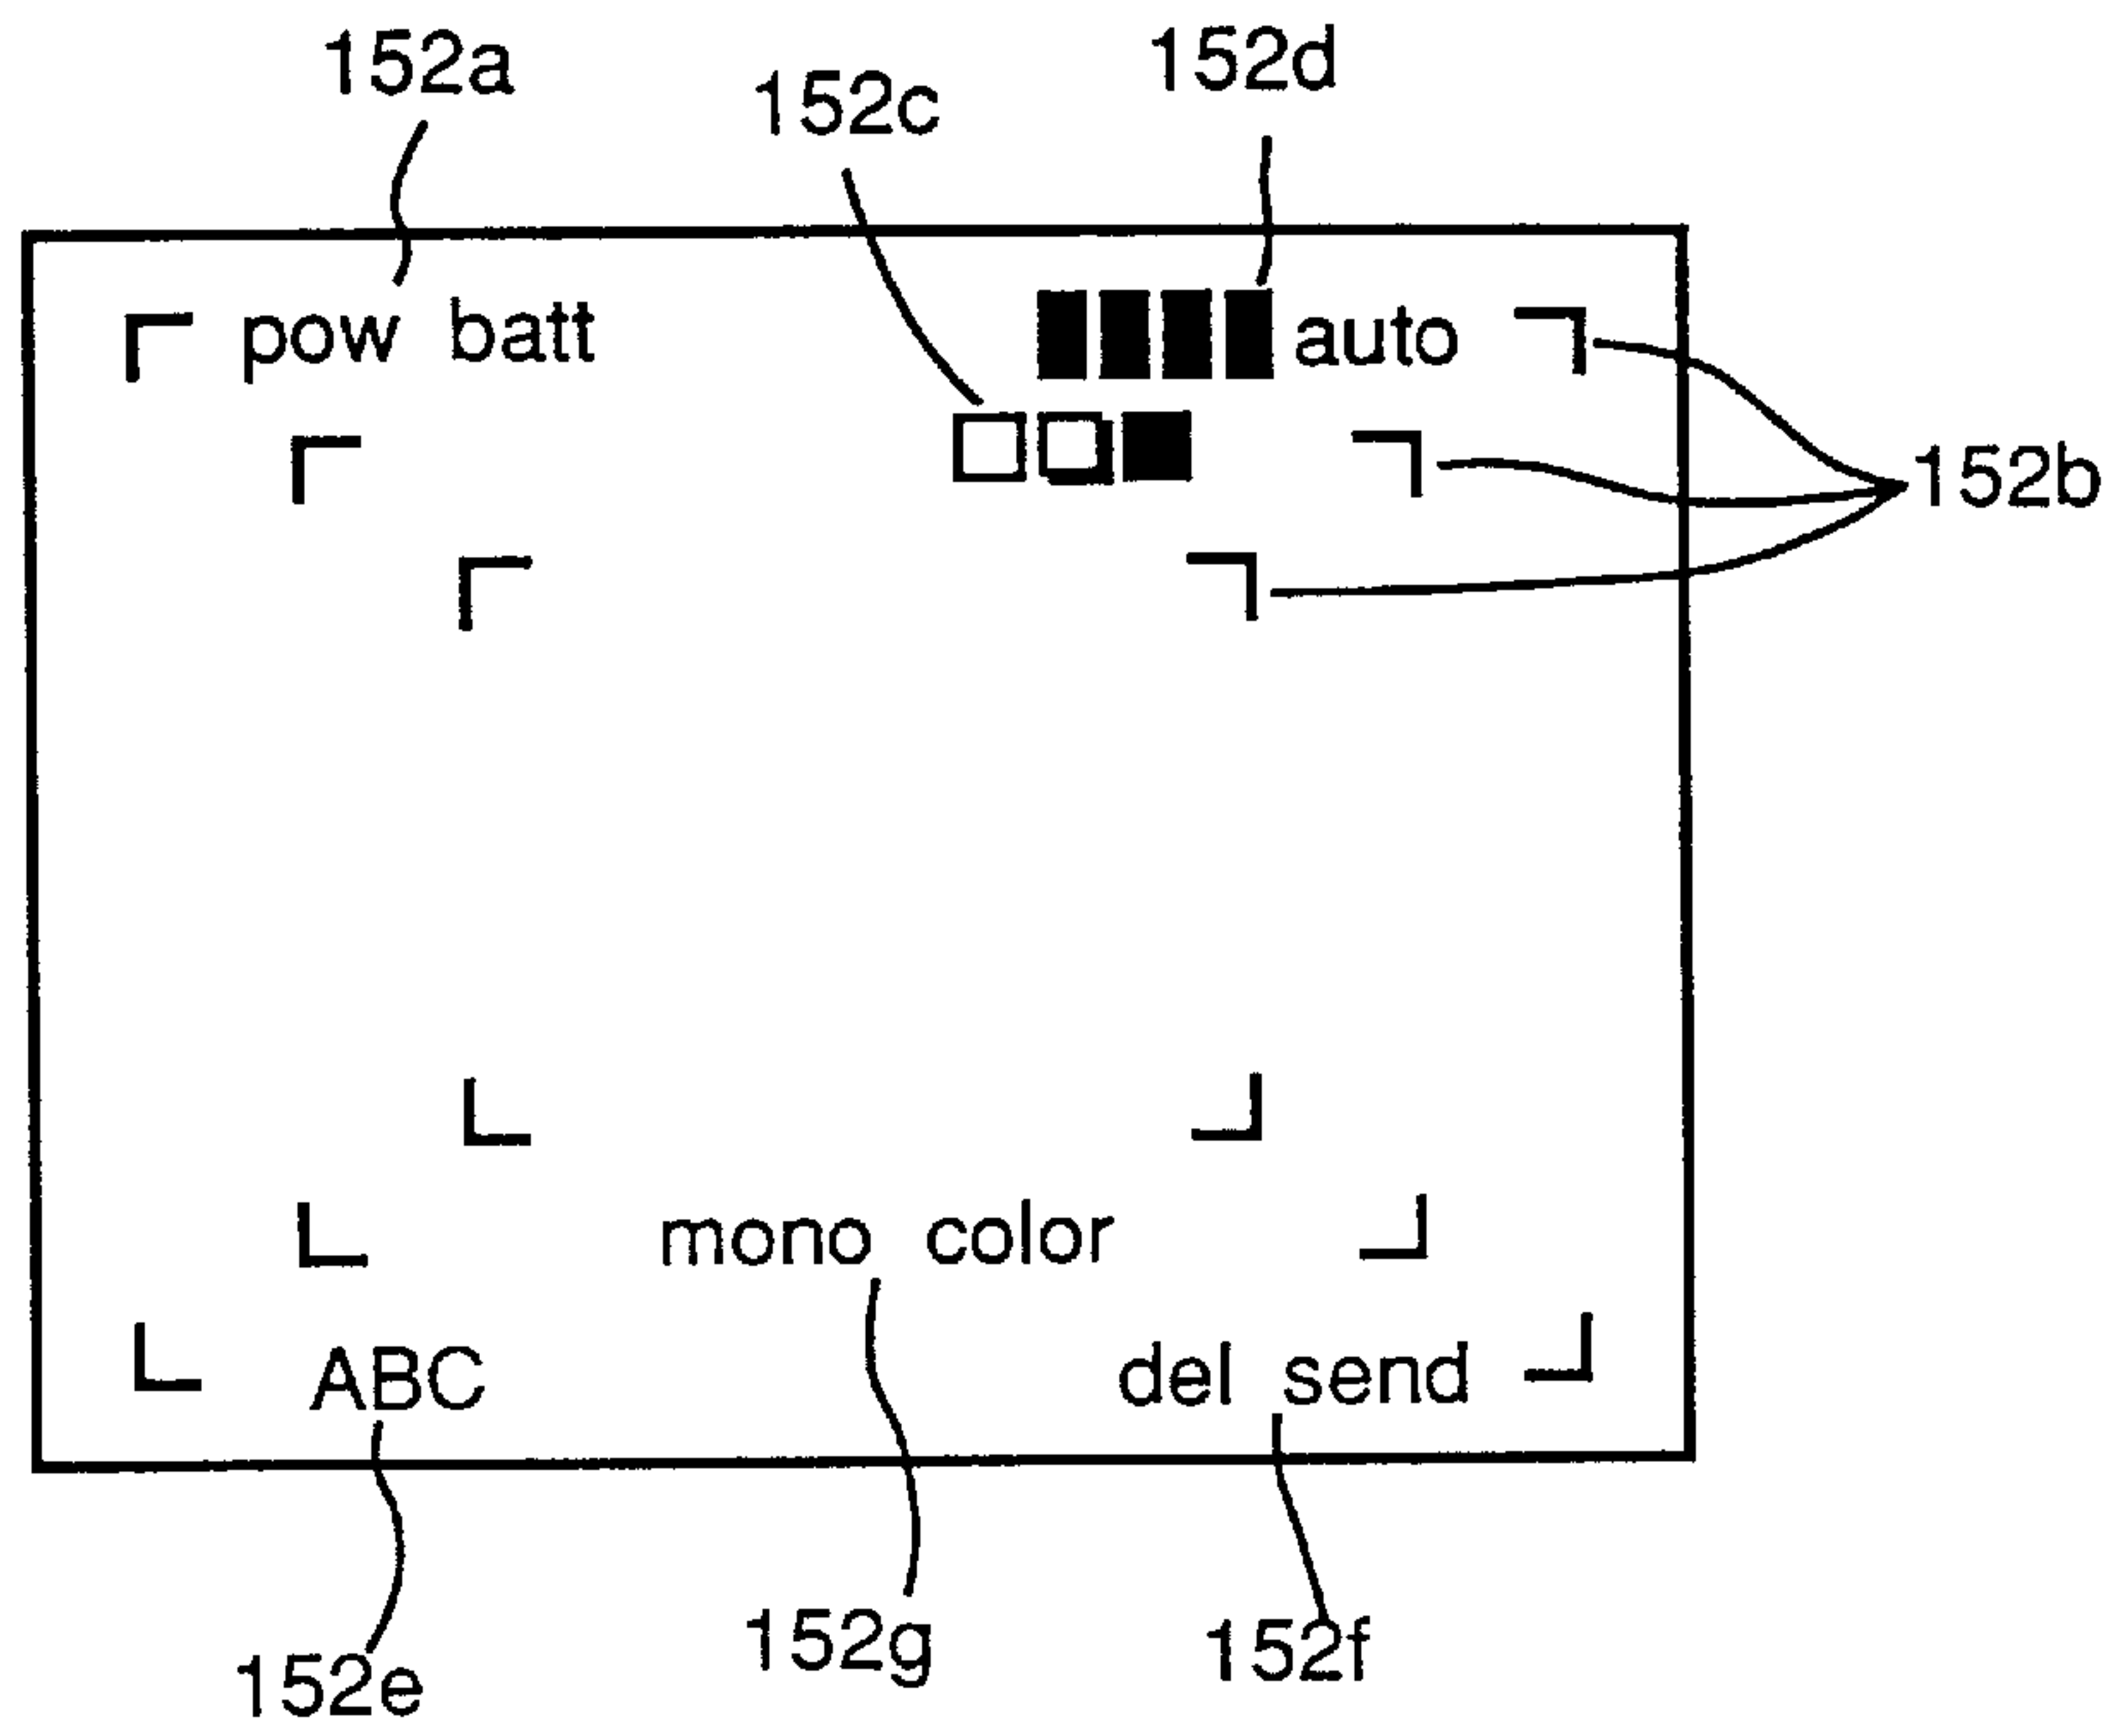 152a
152d
152c
pow batt
auto
152b
mono color
ABC
del send
152g
152f
152e